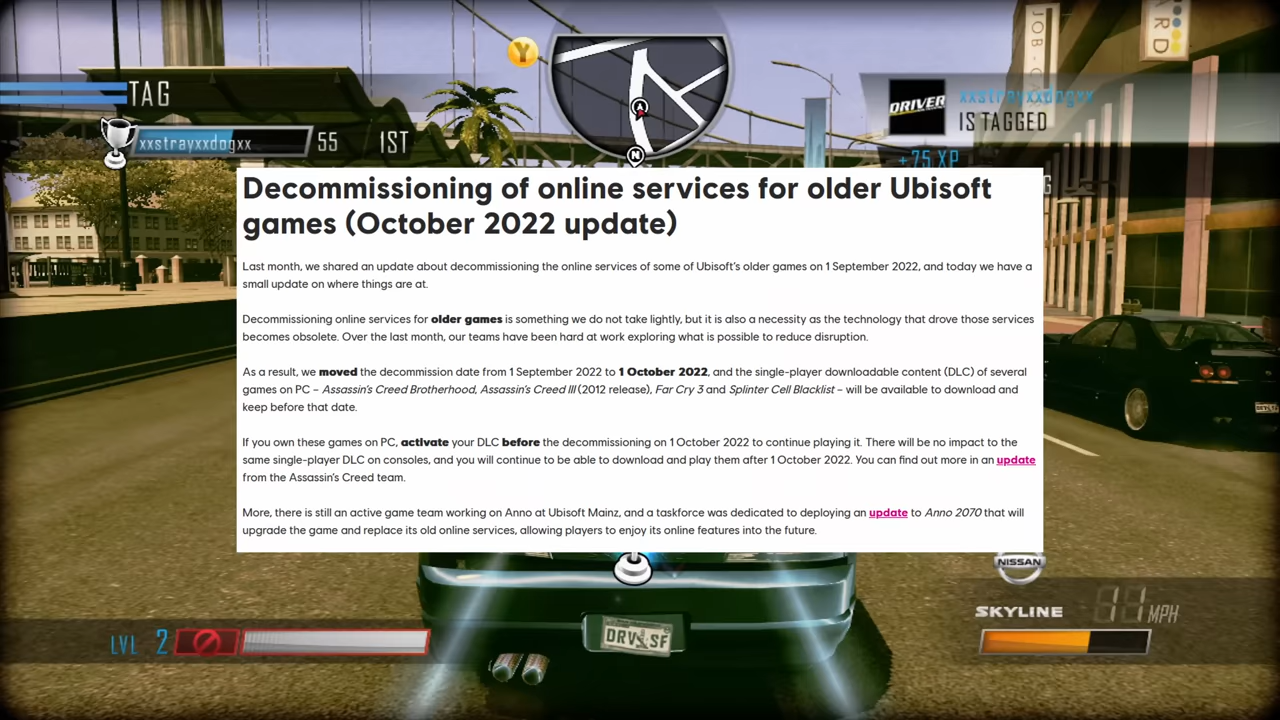 Y
JOB
ARD
TAG
xxstrayxxdogxx 55 1ST
A
N
DRIVER
xxstrayxxdogxx
IS TAGGED
+75 XP
Decommissioning of online services for older Ubisoft
games (October 2022 update)
Last month, we shared an update about decommissioning the online services of some of Ubisoft's older games on 1 September 2022, and today we have a
small update on where things are at.
Decommissioning online services for older games is something we do not take lightly, but it is also a necessity as the technology that drove those services
becomes obsolete. Over the last month, our teams have been hard at work exploring what is possible to reduce disruption.
As a result, we moved the decommission date from 1 September 2022 to 1 October 2022, and the single-player downloadable content (DLC) of several
games on PC – Assassin's Creed Brotherhood, Assassin's Creed III (2012 release), Far Cry 3 and Splinter Cell Blacklist – will be available to download and
keep before that date.
If you own these games on PC, activate your DLC before the decommissioning on 1 October 2022 to continue playing it. There will be no impact to the
same single-player DLC on consoles, and you will continue to be able to download and play them after 1 October 2022. You can find out more in an update
from the Assassin's Creed team.
More, there is still an active game team working on Anno at Ubisoft Mainz, and a taskforce was dedicated to deploying an update to Anno 2070 that will
upgrade the game and replace its old online services, allowing players to enjoy its online features into the future.
NISSAN
SKYLINE 11 MPH
LVL 2
DRV SF